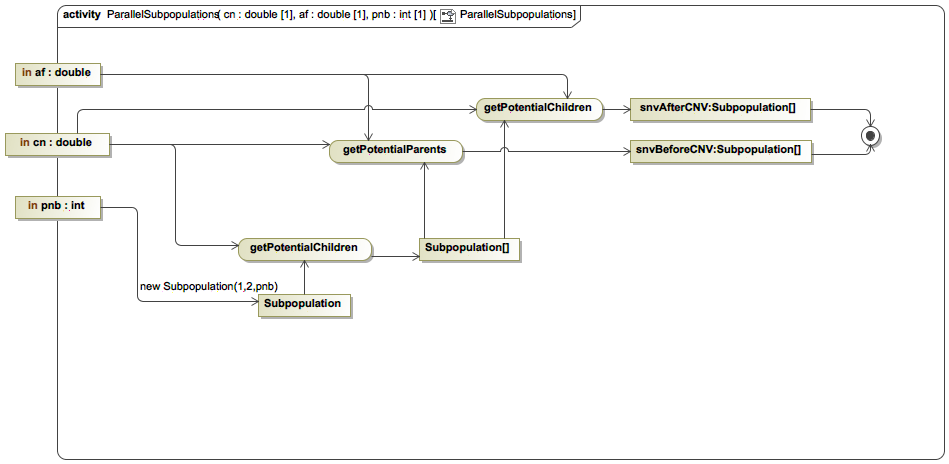 activity ParallelSubpopulations( cn : double [1], af : double [1], pnb : int [1] )[ ParallelSubpopulations]
in af : double
getPotentialChildren
snvAfterCNV:Subpopulation[]
in cn : double
getPotentialParents
snvBeforeCNV:Subpopulation[]
in pnb : int
getPotentialChildren
Subpopulation[]
new Subpopulation(1,2,pnb)
Subpopulation